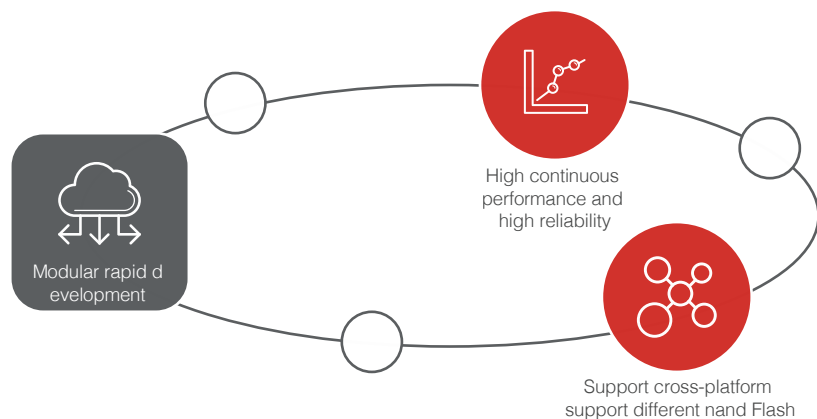 High continuous
performance and
high reliability
Modular rapid d
evelopment
Support cross-platform
support different nand Flash